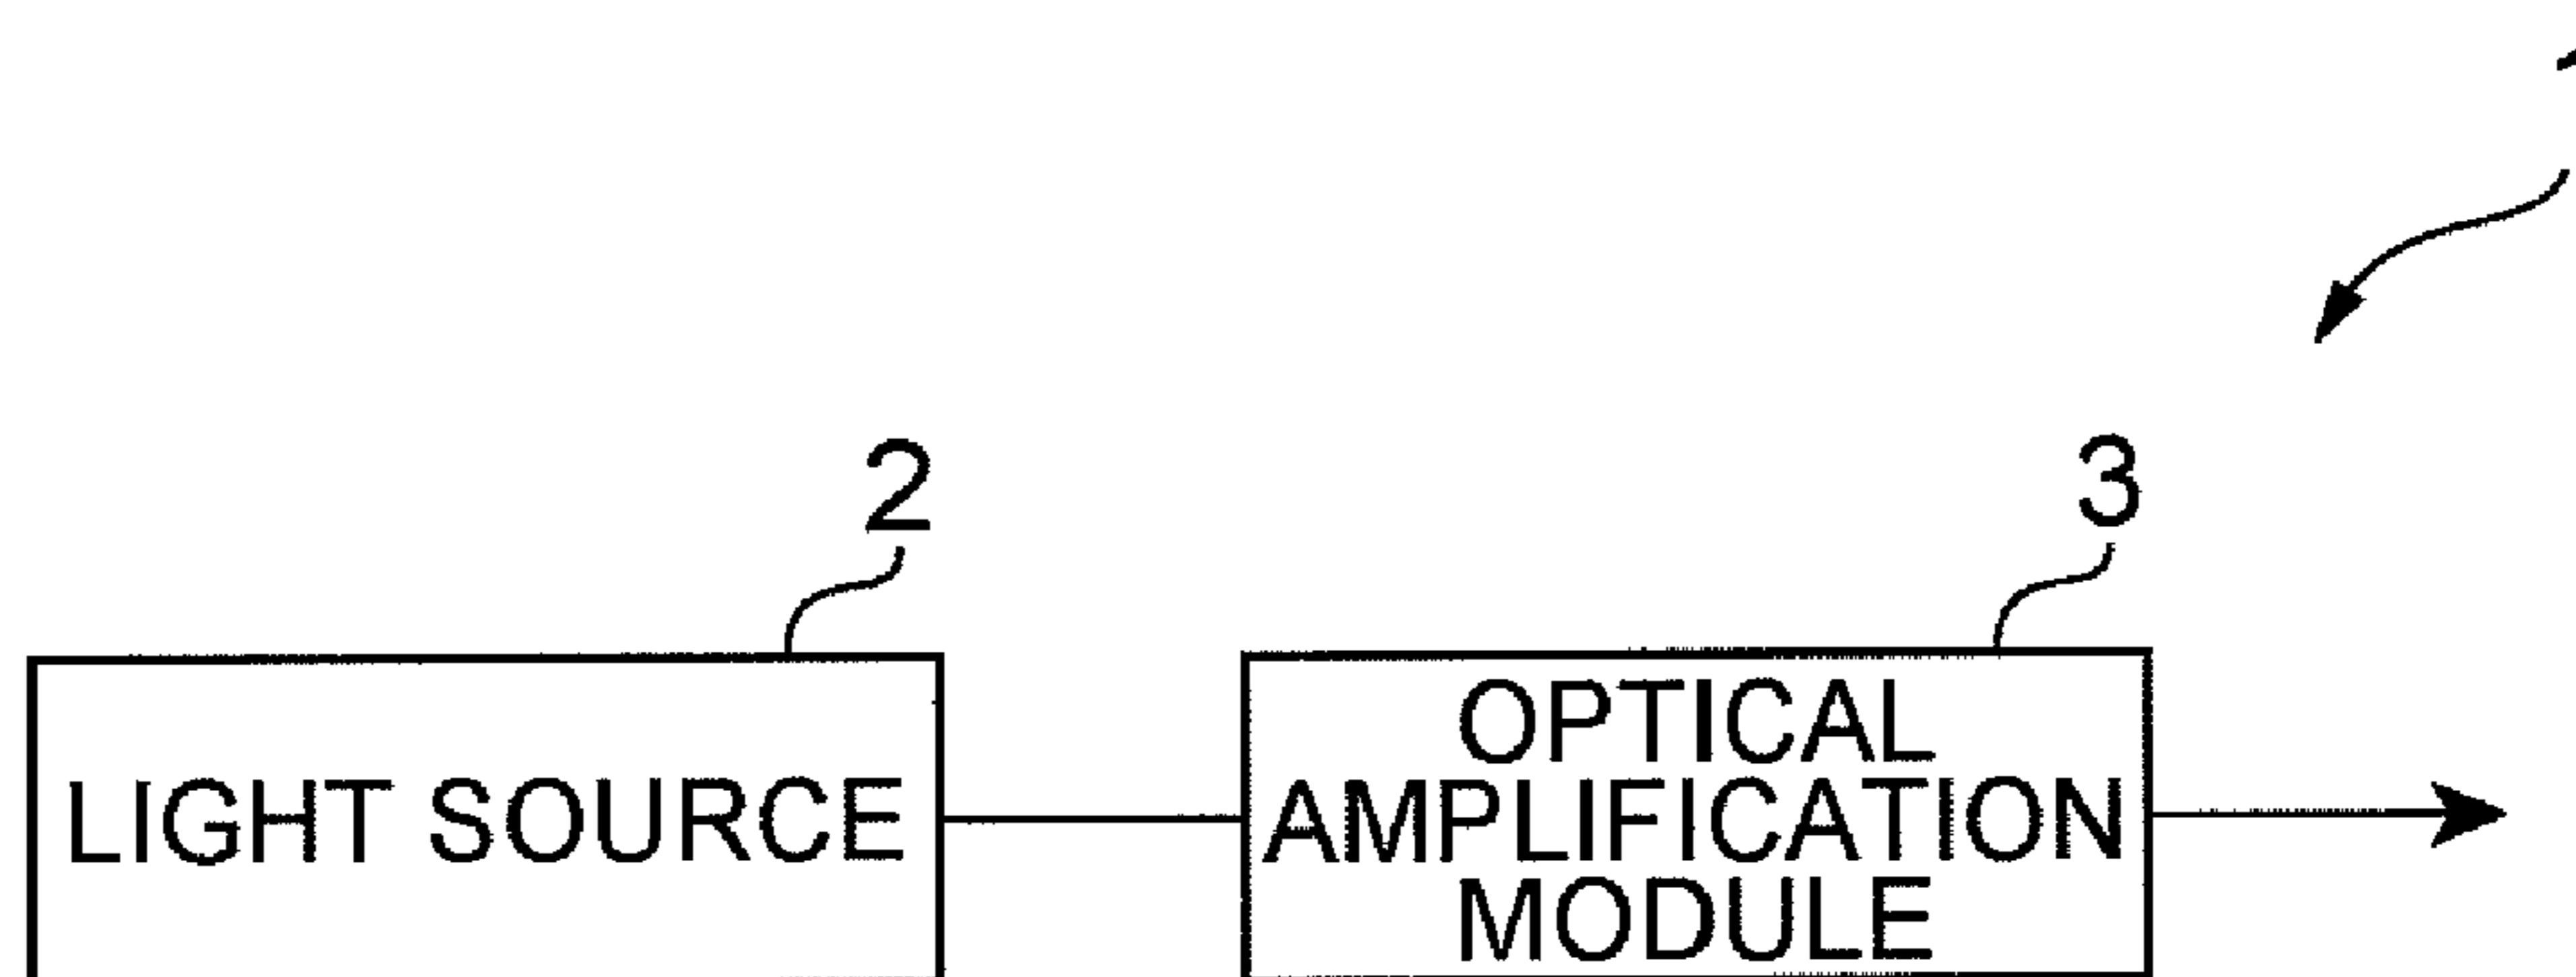 2
3
LIGHT SOURCE
OPTICAL
AMPLIFICATION
MODULE